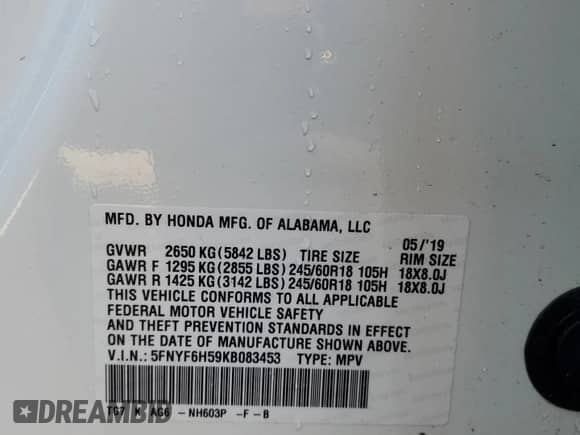 MFD. BY HONDA MFG. OF ALABAMA, LLC
05/'19
GVWR 2650 KG(5842 LBS) TIRE SIZE RIM SIZE
GAWR F 1295 KG(2855 LBS)245/60R18 105H 18X8.0J
GAWR R 1425 KG(3142 LBS)245/60R18 105H 18X8.0J
THIS VEHICLE CONFORMS TO ALL APPLICABLE
FEDERAL MOTOR VEHICLE SAFETY
AND THEFT PREVENTION STANDARDS IN EFFECT
ON THE DATE OF MANUFACTURE SHOWN ABOVE.
V.I.N.: 5FNYF6H59KB083453 TYPE: MPV
TG7 K AG6 - NH603P -F - B
DREAMBID